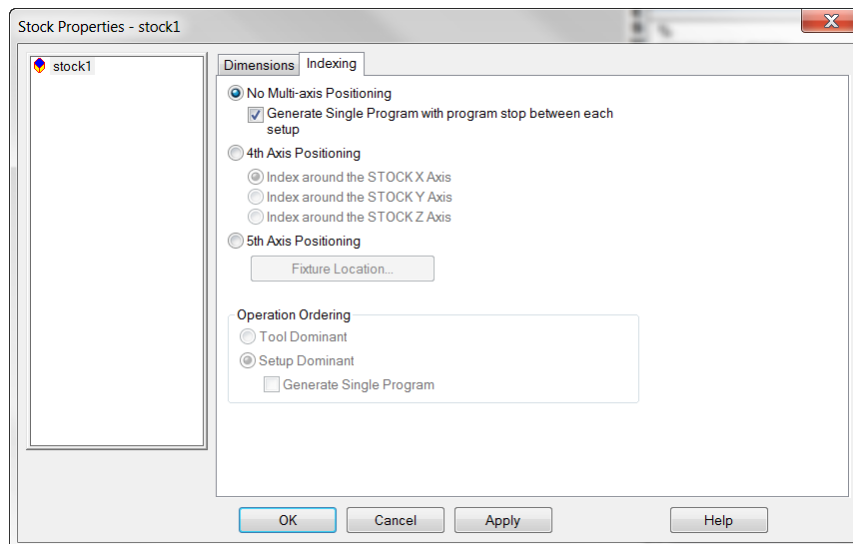 Stock Properties - stock1
stock1
Dimensions Indexing
No Multi-axis Positioning
Generate Single Program with program stop between each
setup
4th Axis Positioning
Index around the STOCK X Axis
Index around the STOCK Y Axis
Index around the STOCK Z Axis
5th Axis Positioning
Fixture Location...
Operation Ordering
Tool Dominant
Setup Dominant
Generate Single Program
OK Cancel Apply Help